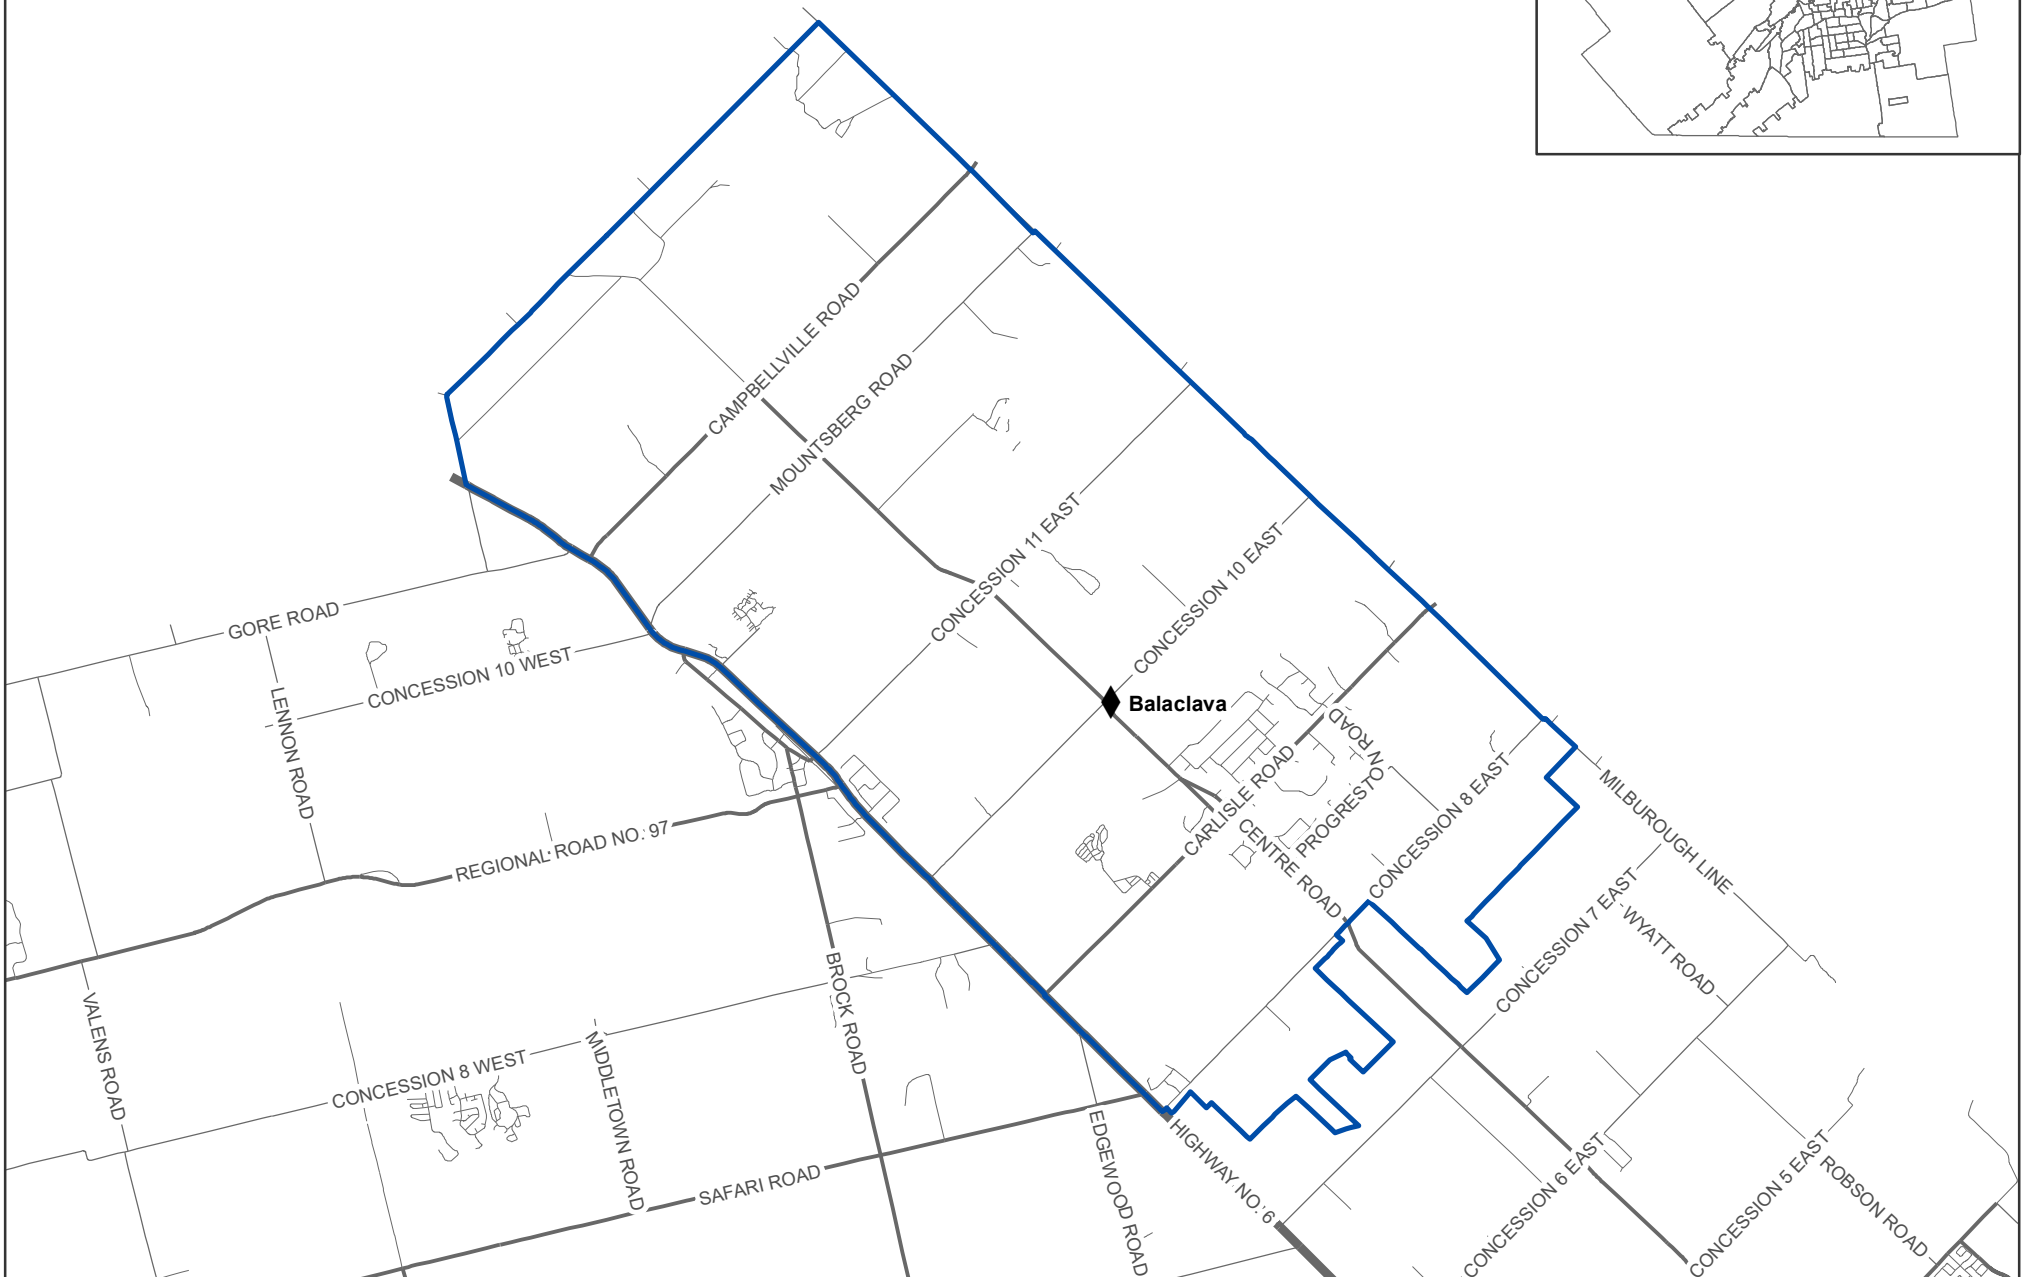 CAMPBELLVILLE ROAD
MOUNTSBERG ROAD
CONCESSION 11 EAST
CONCESSION 10 EAST
GORE ROAD
CONCESSION 10 WEST
LENNON ROAD
Balaclava
PROGRESTON ROAD
CARLISLE ROAD
CONCESSION 8 EAST
MILBUROUGH LINE
REGIONAL ROAD NO. 97
CENTRE ROAD
CONCESSION 7 EAST
WYATT ROAD
BROCK ROAD
VALENS ROAD
CONCESSION 8 WEST
MIDDLETOWN ROAD
SAFARI ROAD
EDGEWOOD ROAD
HIGHWAY NO. 6
CONCESSION 6 EAST
CONCESSION 5 EAST
ROBSON ROAD